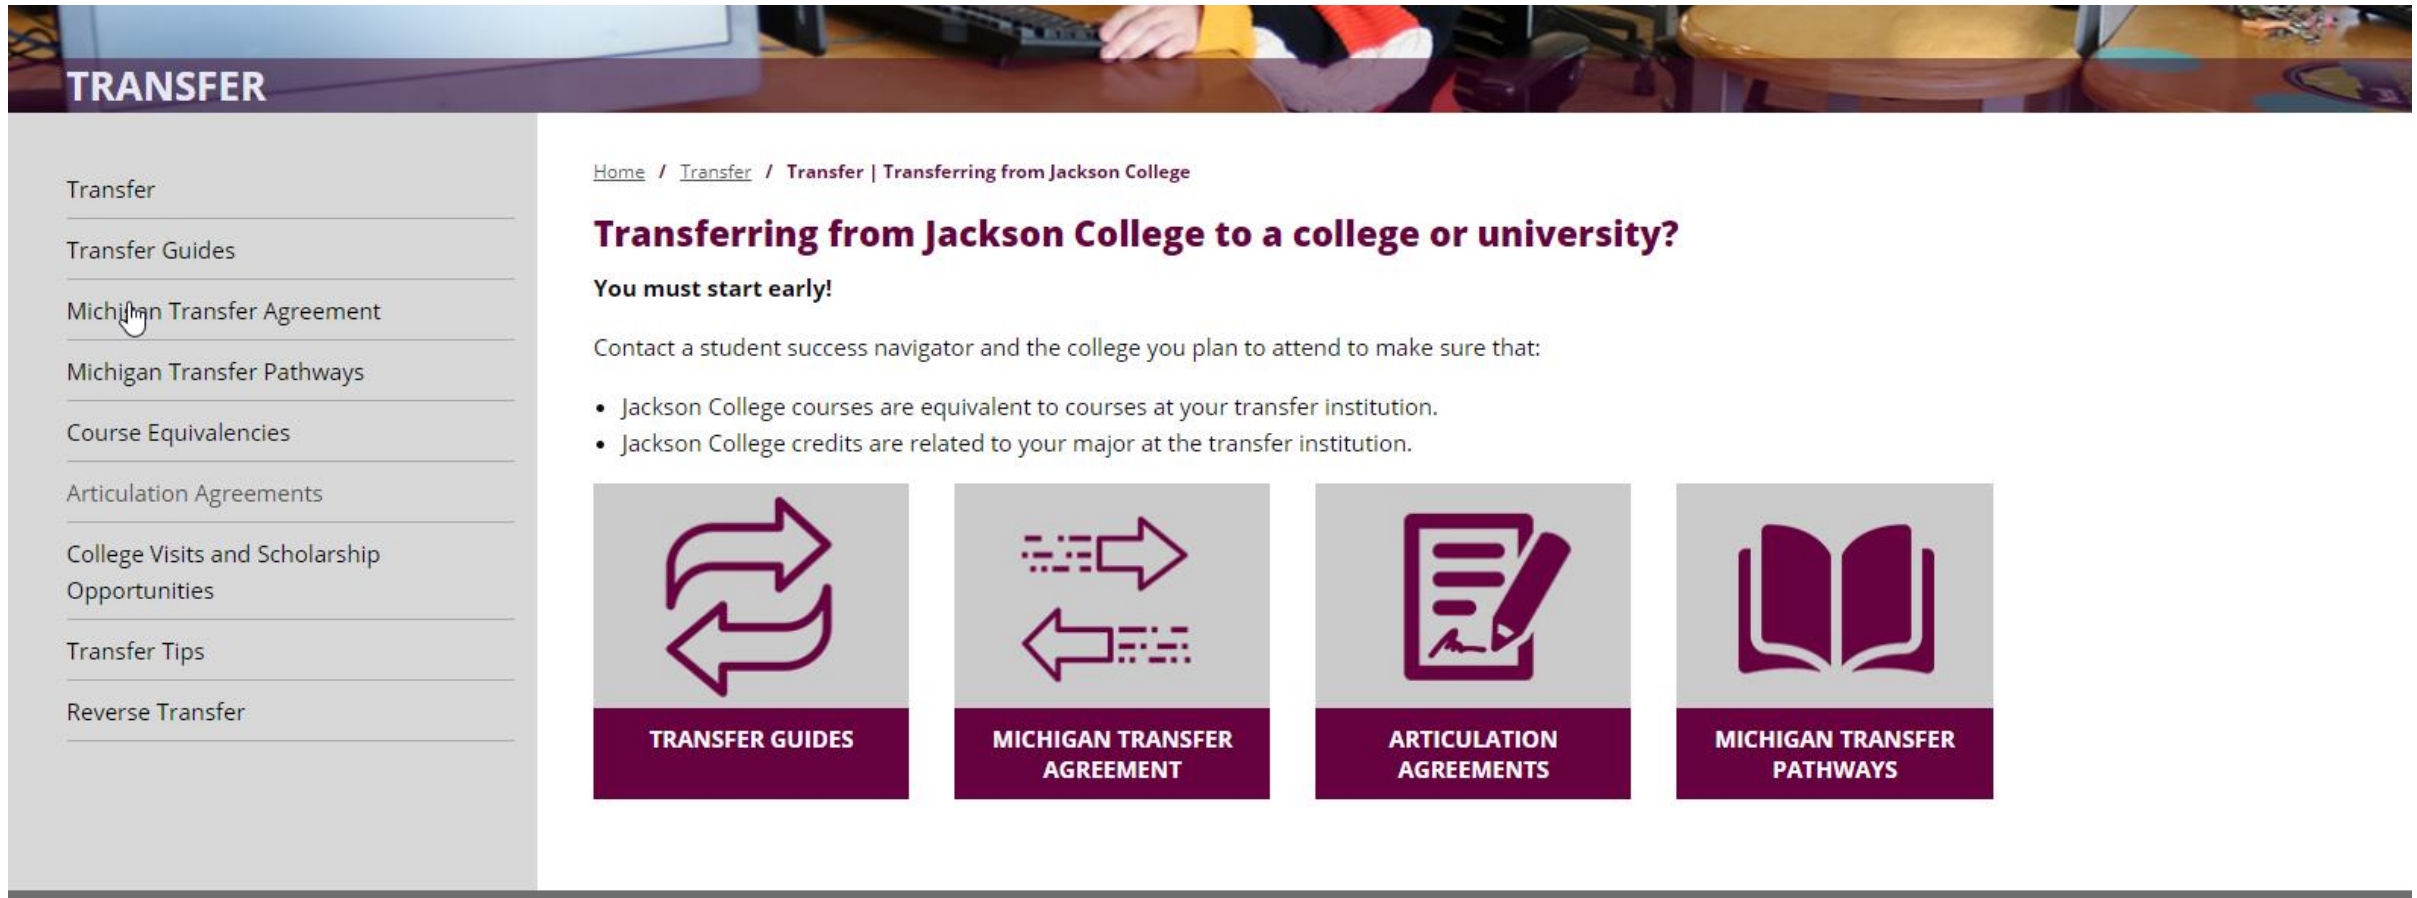 TRANSFER
Transfer
Transfer Guides
Michigan Transfer Agreement
Michigan Transfer Pathways
Course Equivalencies
Articulation Agreements
College Visits and Scholarship
Opportunities
Transfer Tips
Reverse Transfer
Home / Transfer / Transfer | Transferring from Jackson College
Transferring from Jackson College to a college or university?
You must start early!
Contact a student success navigator and the college you plan to attend to make sure that:
• Jackson College courses are equivalent to courses at your transfer institution.
• Jackson College credits are related to your major at the transfer institution.
TRANSFER GUIDES
MICHIGAN TRANSFER
AGREEMENT
ARTICULATION
AGREEMENTS
MICHIGAN TRANSFER
PATHWAYS